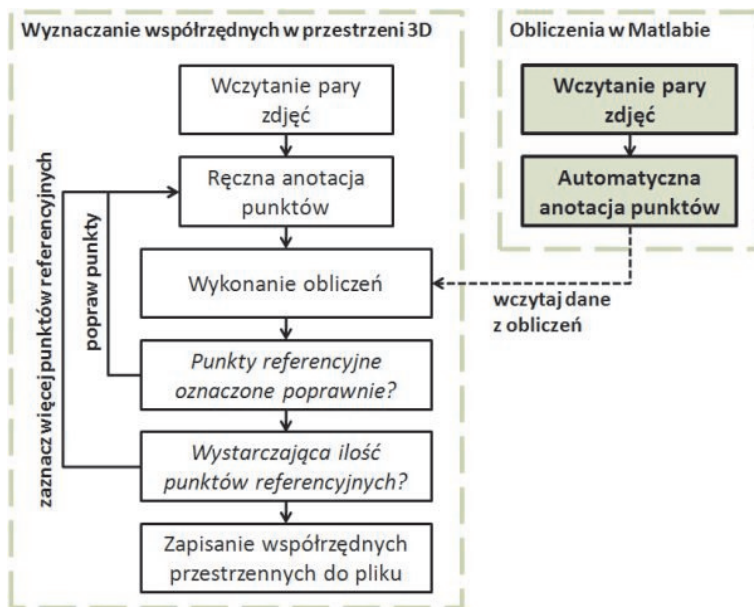 Wyznaczanie współrzędnych w przestrzeni 3D
Wczytanie pary
zdjęć
Ręczna anotacja
punktów
Wykonanie obliczeń
Punkty referencyjne
oznaczone poprawnie?
Wystarczająca ilość
punktów referencyjnych?
Zapisanie współrzędnych
przestrzennych do pliku
zaznacz więcej punktów referencyjnych
popraw punkty
Obliczenia w Matlabie
Wczytanie pary
zdjęć
Automatyczna
anotacja punktów
wczytaj dane
z obliczeń